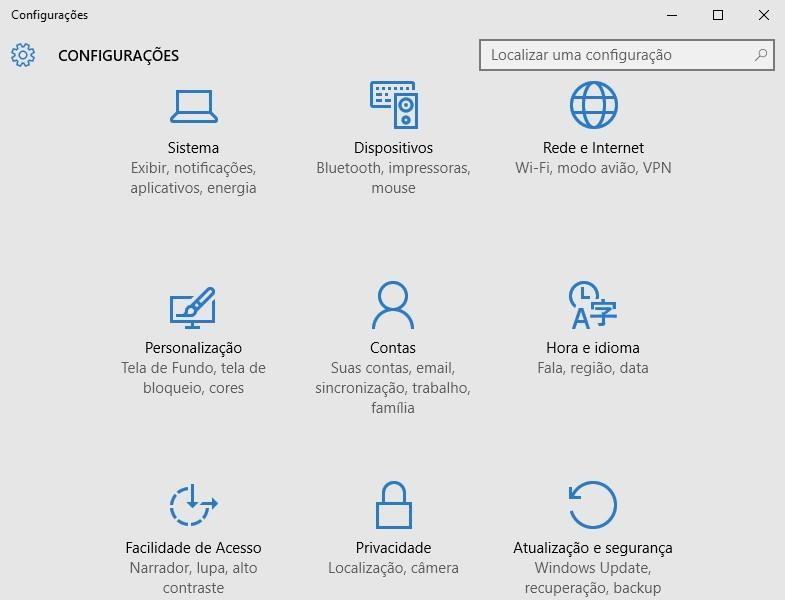 Configurações
CONFIGURAÇÕES
Localizar uma configuração
Sistema
Exibir, notificações,
aplicativos, energia
Dispositivos
Bluetooth, impressoras,
mouse
Rede e Internet
Wi-Fi, modo avião, VPN
Personalização
Tela de Fundo, tela de
bloqueio, cores
Contas
Suas contas, email,
sincronização, trabalho,
família
A字
Hora e idioma
Fala, região, data
Facilidade de Acesso
Narrador, lupa, alto
contraste
Privacidade
Localização, câmera
Atualização e segurança
Windows Update,
recuperação, backup